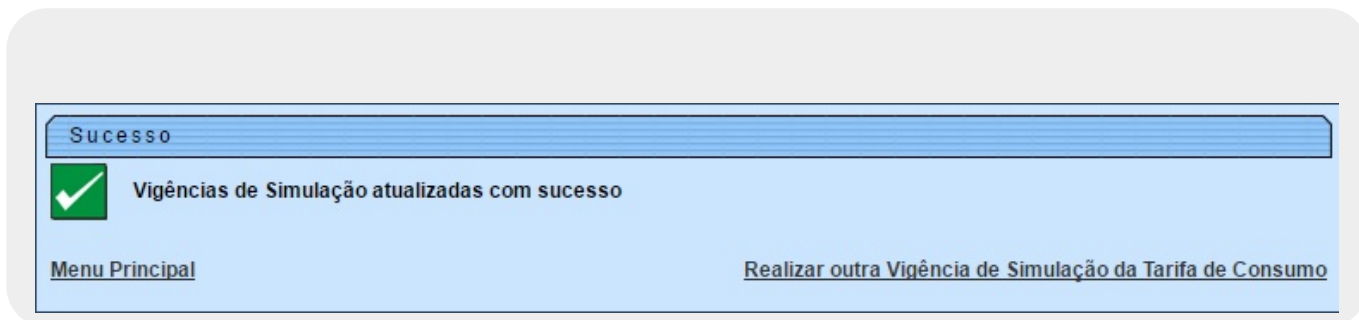 Sucesso
Vigências de Simulação atualizadas com sucesso
Menu Principal Realizar outra Vigência de Simulação da Tarifa de Consumo